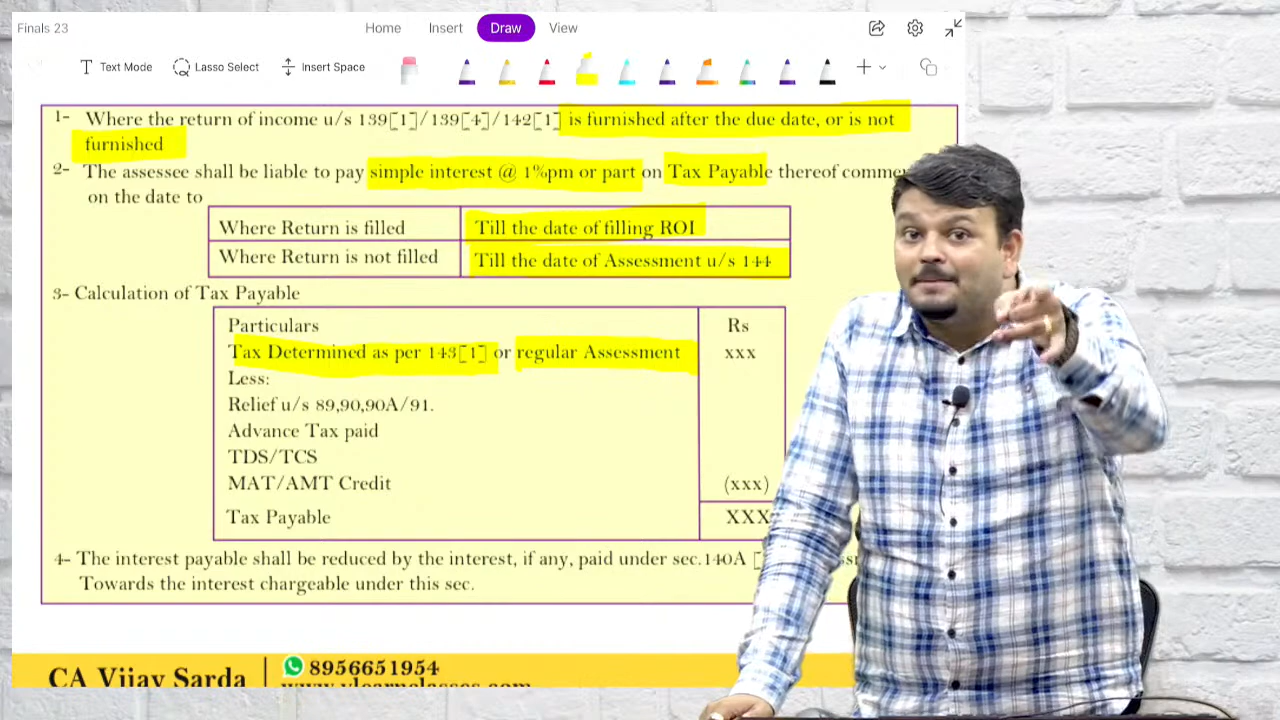 Finals 23
Home Insert Draw View
Text Mode Lasso Select Insert Space
1- Where the return of income u/s 139[1]/139[4]/142[1] is furnished after the due date, or is not
furnished
2- The assessee shall be liable to pay simple interest @ 1%pm or part on Tax Payable thereof
on the date to
Where Return is filled Till the date of filling ROI
Where Return is not filled Till the date of Assessment u/s 144
3- Calculation of Tax Payable
Particulars Rs
Tax Determined as per 143[1] or regular Assessment xxx
Less:
Relief u/s 89,90,90A/91.
Advance Tax paid
TDS/TCS
MAT/AMT Credit (xxx)
Tax Payable XXX
4- The interest payable shall be reduced by the interest, if any, paid under sec.140A [
Towards the interest chargeable under this sec.
CA Vijay Sarda 8956651954